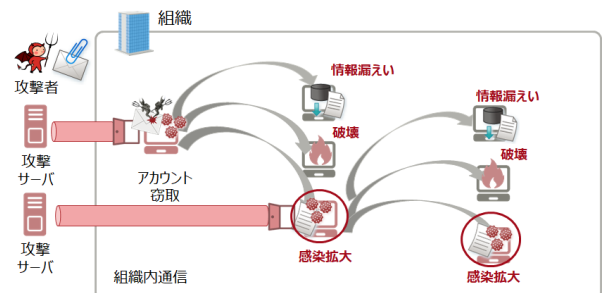 組織
攻撃者
情報漏えい
情報漏えい
破壊
破壊
攻撃
サーバ
アカウント
窃取
攻撃
サーバ
感染拡大
感染拡大
組織内通信